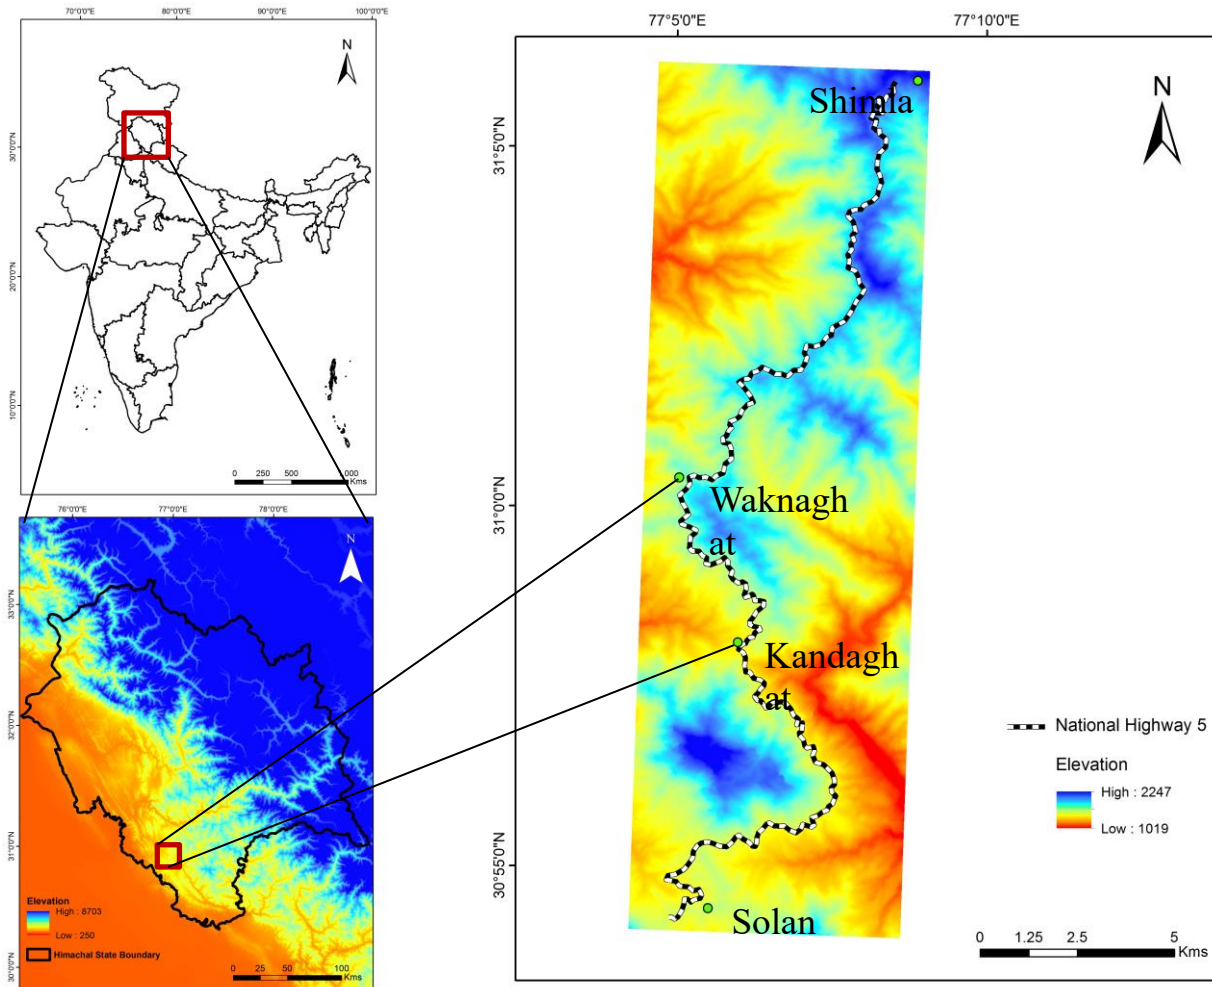 70°0'0"E 80°0'0"E 90°0'0"E 100°0'0"E
N
30°0'0"N
20°0'0"N
10°0'0"N
0 250 500 000
Kms
76°0'0"E 77°0'0"E 78°0'0"E
N
33°0'0"N
32°0'0"N
31°0'0"N
30°0'0"N
Elevation
High : 8703
Low : 250
Himachal State Boundary
0 25 50 100
Kms
77°5'0"E 77°10'0"E
N
31°5'0"N
31°0'0"N
30°55'0"N
Shimla
Waknagh
at
Kandagh
at
Solan
National Highway 5
Elevation
High : 2247
Low : 1019
0 1.25 2.5 5
Kms